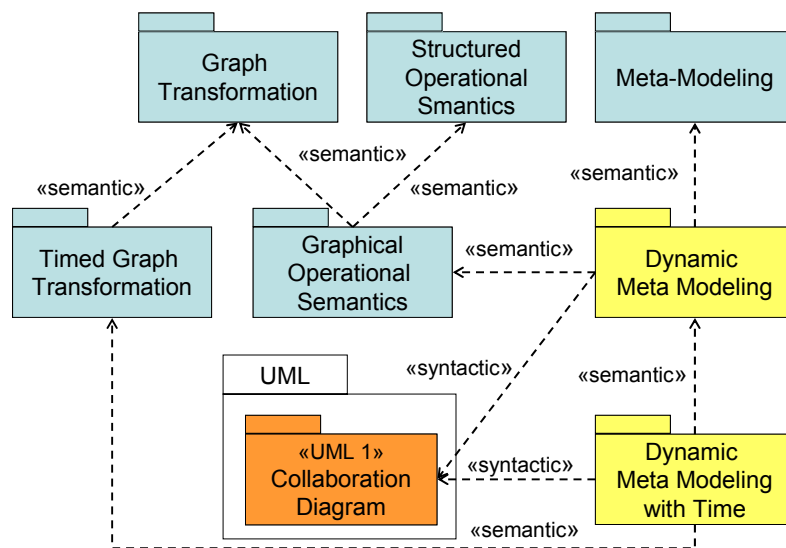 Graph
Transformation
Structured
Operational
Smantics
Meta-Modeling
«semantic»
«semantic»
«semantic»
«semantic»
Timed Graph
Transformation
Graphical
Operational
Semantics
«semantic»
Dynamic
Meta Modeling
UML
«syntactic»
«semantic»
«UML 1»
Collaboration
Diagram
«syntactic»
Dynamic
Meta Modeling
with Time
«semantic»